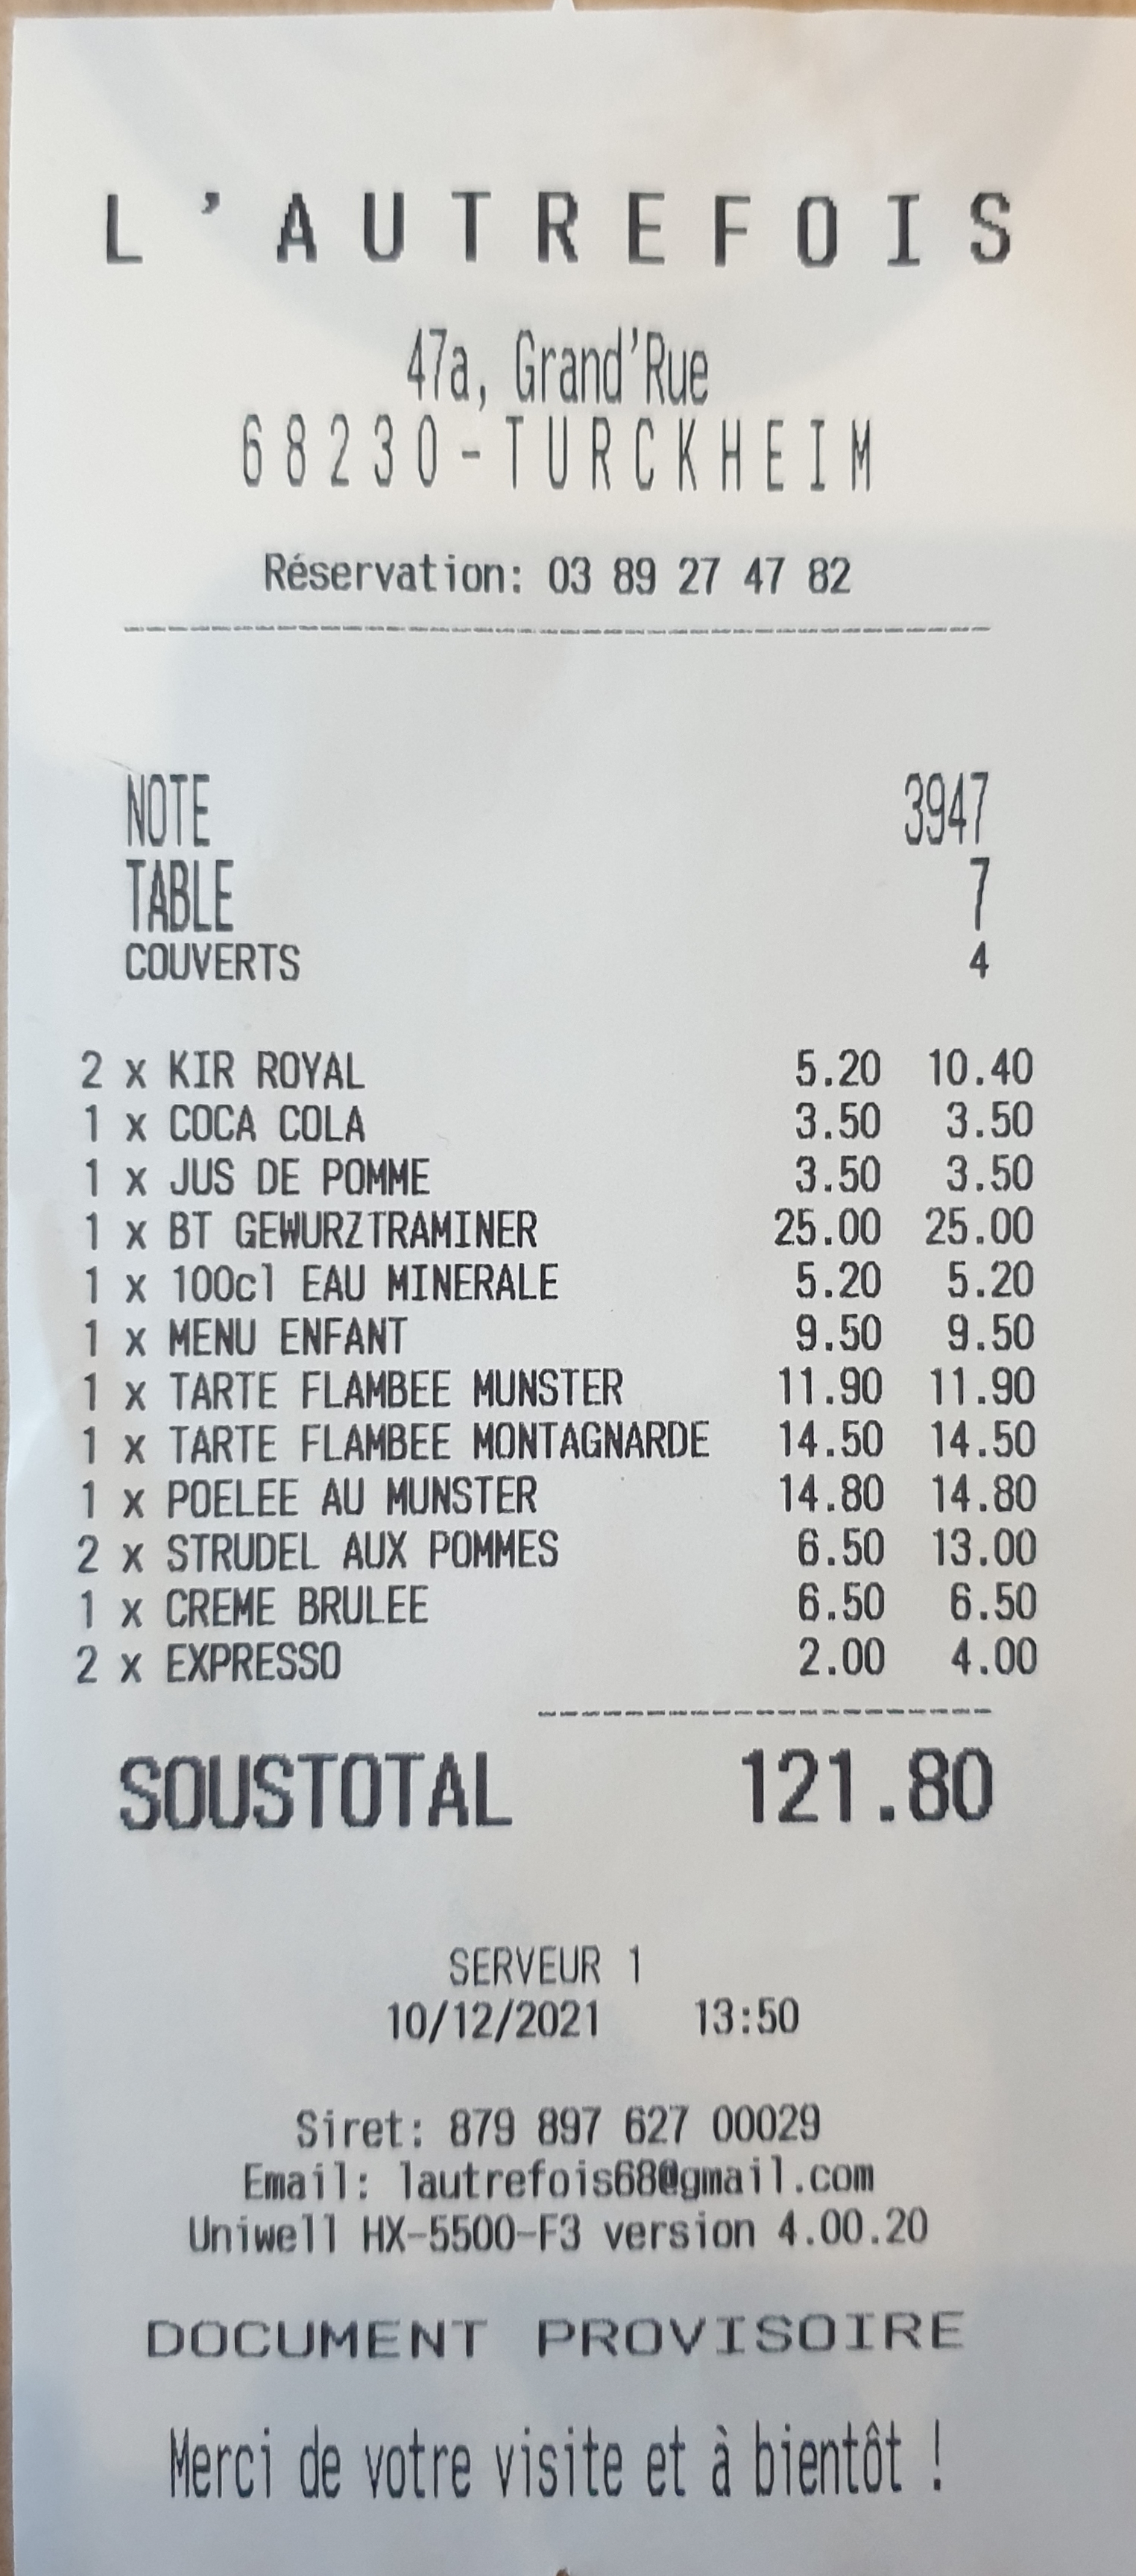 L'AUTREFOIS
47a, Grand'Rue
68230-TURCKHEIM
Réservation: 03 89 27 47 82
NOTE 3947
TABLE 7
COUVERTS 4
2 x KIR ROYAL 5.20 10.40
1 x COCA COLA 3.50 3.50
1 x JUS DE POMME 3.50 3.50
1 x BT GEWURZTRAMINER 25.00 25.00
1 x 100cl EAU MINERALE 5.20 5.20
1 x MENU ENFANT 9.50 9.50
1 x TARTE FLAMBEE MUNSTER 11.90 11.90
1 x TARTE FLAMBEE MONTAGNARDE 14.50 14.50
1 x POELEE AU MUNSTER 14.80 14.80
2 x STRUDEL AUX POMMES 6.50 13.00
1 x CREME BRULEE 6.50 6.50
2 x EXPRESSO 2.00 4.00
SOUSTOTAL 121.80
SERVEUR 1
10/12/2021 13:50
Siret: 879 897 627 00029
Email: lautrefois68@gmail.com
Uniwell HX-5500-F3 version 4.00.20
DOCUMENT PROVISOIRE
Merci de votre visite et à bientôt !